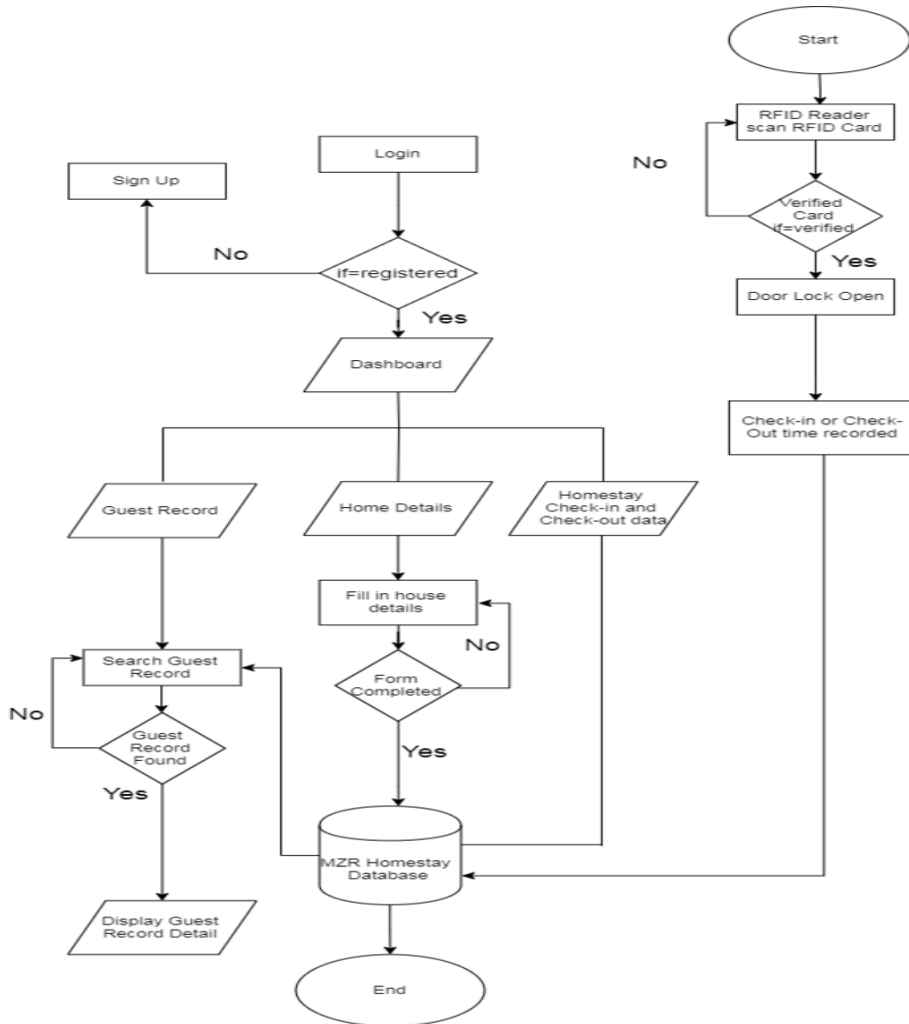 Start
RFID Reader
scan RFID Card
No
Verified
Card
if=verified
Yes
Door Lock Open
Check-in or Check-
Out time recorded
Login
Sign Up
No
if=registered
Yes
Dashboard
Guest Record
Home Details
Homestay
Check-in and
Check-out data
Fill in house
details
No
Form
Completed
Yes
Search Guest
Record
No
Guest
Record
Found
Yes
Display Guest
Record Detail
MZR Homestay
Database
End